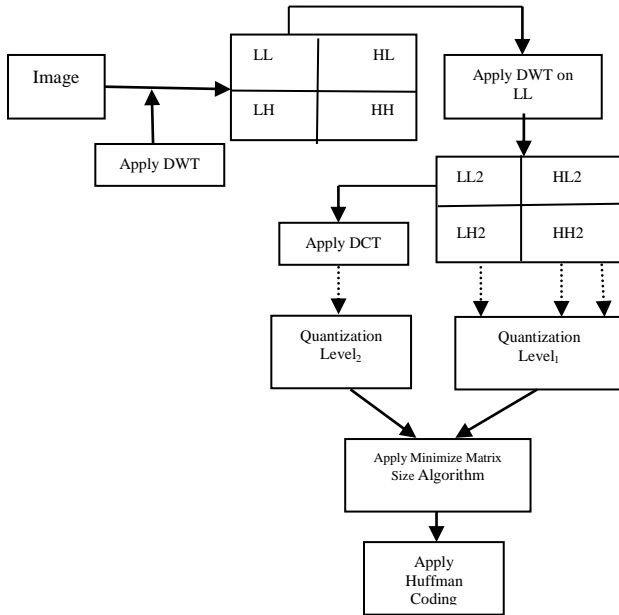 LL HL
Image
Apply DWT on
LL
LH HH
Apply DWT
LL2 HL2
Apply DCT
LH2 HH2
Quantization
Level2
Quantization
Level1
Apply Minimize Matrix
Size Algorithm
Apply
Huffman
Coding